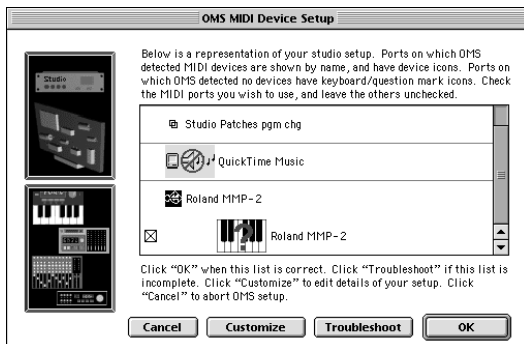 OMS MIDI Device Setup
Studio
Below is a representation of your studio setup. Ports on which OMS
detected MIDI devices are shown by name, and have device icons. Ports on
which OMS detected no devices have keyboard/question mark icons. Check
the MIDI ports you wish to use, and leave the others unchecked.
Studio Patches pgm chg
QuickTime Music
Roland MMP-2
? Roland MMP-2
Click “OK” when this list is correct. Click “Troubleshoot” if this list is
incomplete. Click “Customize” to edit details of your setup. Click
“Cancel” to abort OMS setup.
Cancel Customize Troubleshoot OK